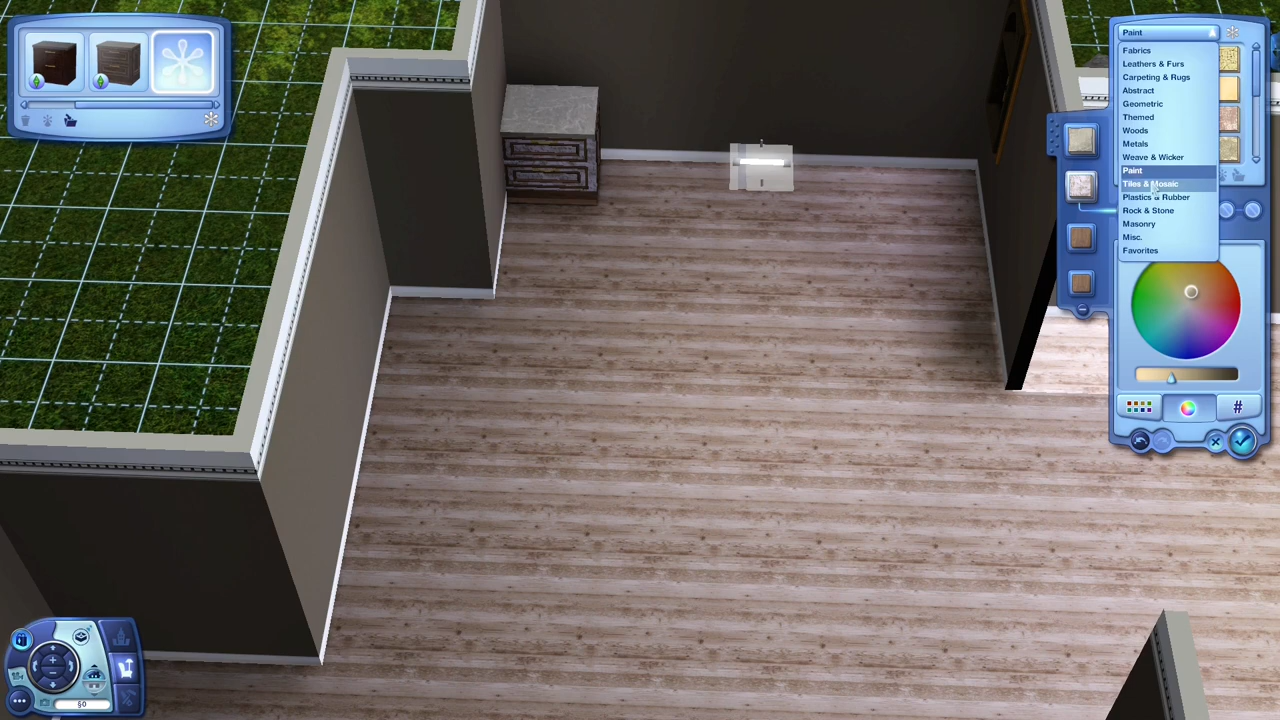 Paint
Fabrics
Leathers & Furs
Carpeting & Rugs
Abstract
Geometric
Themed
Woods
Metals
Weave & Wicker
Paint
Tiles & Mosaic
Plastics & Rubber
Rock & Stone
Masonry
Misc.
Favorites
#
§0